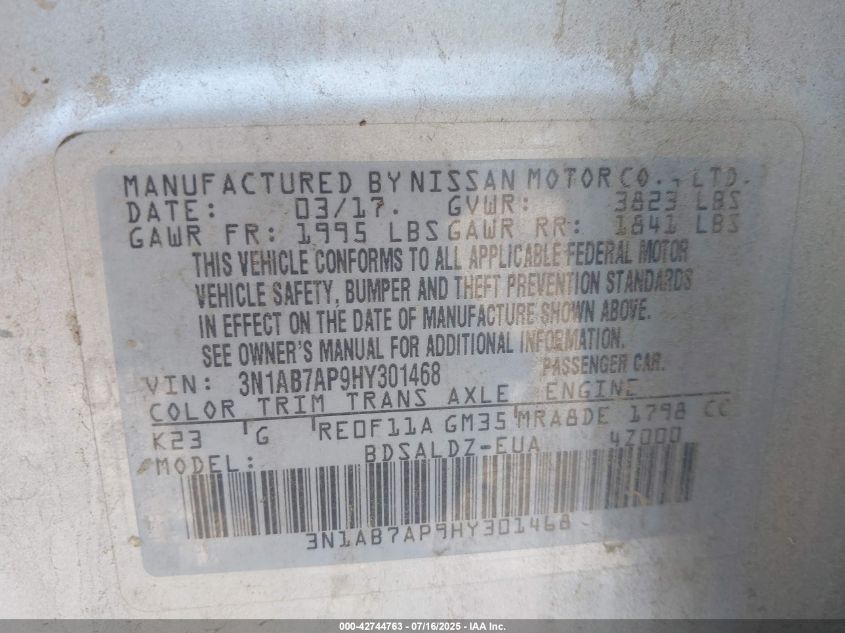 MANUFACTURED BY NISSAN MOTOR CO., LTD.
DATE: 03/17. GVWR: 3823 LBS
GAWR FR: 1995 LBS GAWR RR: 1841 LBS
THIS VEHICLE CONFORMS TO ALL APPLICABLE FEDERAL MOTOR
VEHICLE SAFETY, BUMPER AND THEFT PREVENTION STANDARDS
IN EFFECT ON THE DATE OF MANUFACTURE SHOWN ABOVE.
SEE OWNER'S MANUAL FOR ADDITIONAL INFORMATION.
VIN: 3N1AB7AP9HY301468 PASSENGER CAR.
COLOR TRIM TRANS AXLE ENGINE
K23 G RE0F11A GM35 MRA8DE 1798 CC
MODEL: BDSALDZ-EUA 4Z000
3N1AB7AP9HY301468
000-42744763 - 07/16/2025 - IAA Inc.